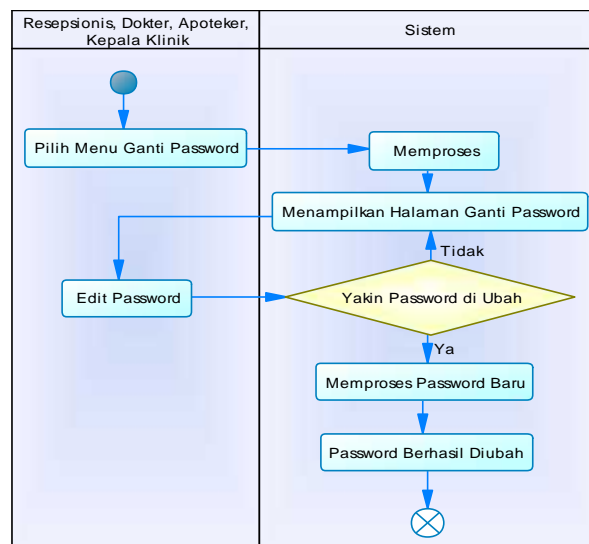 Resepsionis, Dokter, Apoteker,
Kepala Klinik
Sistem
Pilih Menu Ganti Password
Memproses
Menampilkan Halaman Ganti Password
Tidak
Edit Password
Yakin Password di Ubah
Ya
Memproses Password Baru
Password Berhasil Diubah